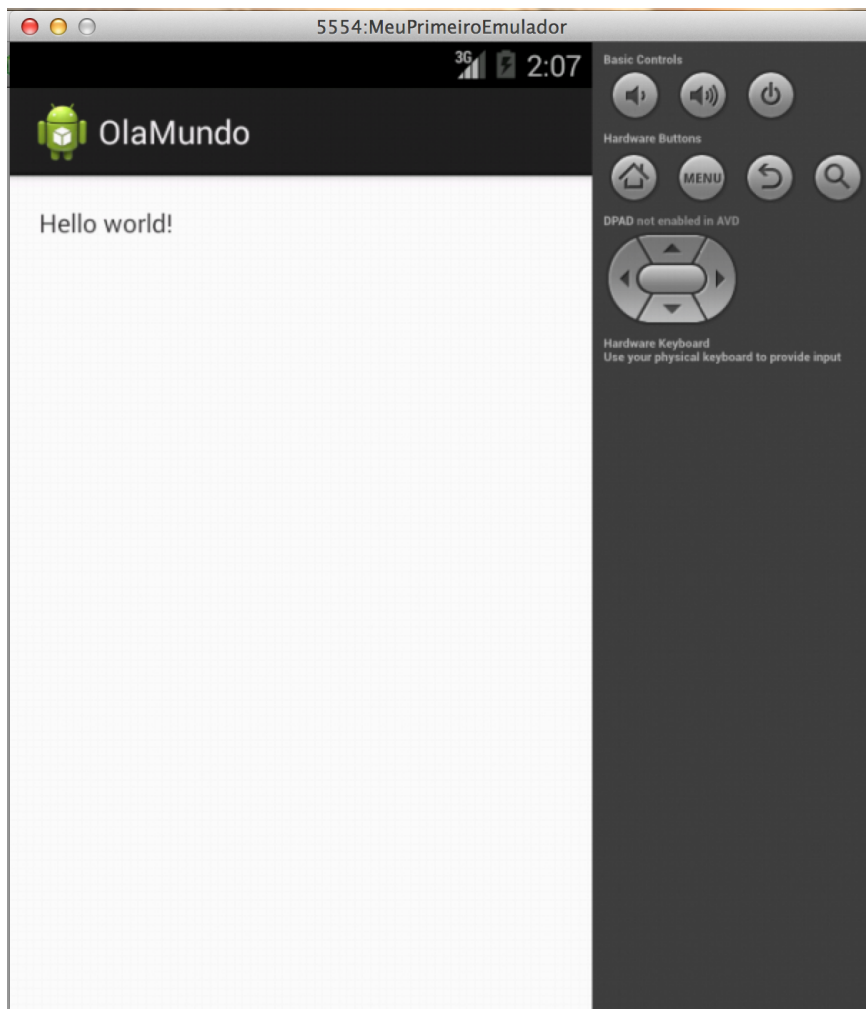 5554:MeuPrimeiroEmulador
3G 2:07
OlaMundo
Hello world!
Basic Controls
Hardware Buttons
MENU
DPAD not enabled in AVD
Hardware Keyboard
Use your physical keyboard to provide input